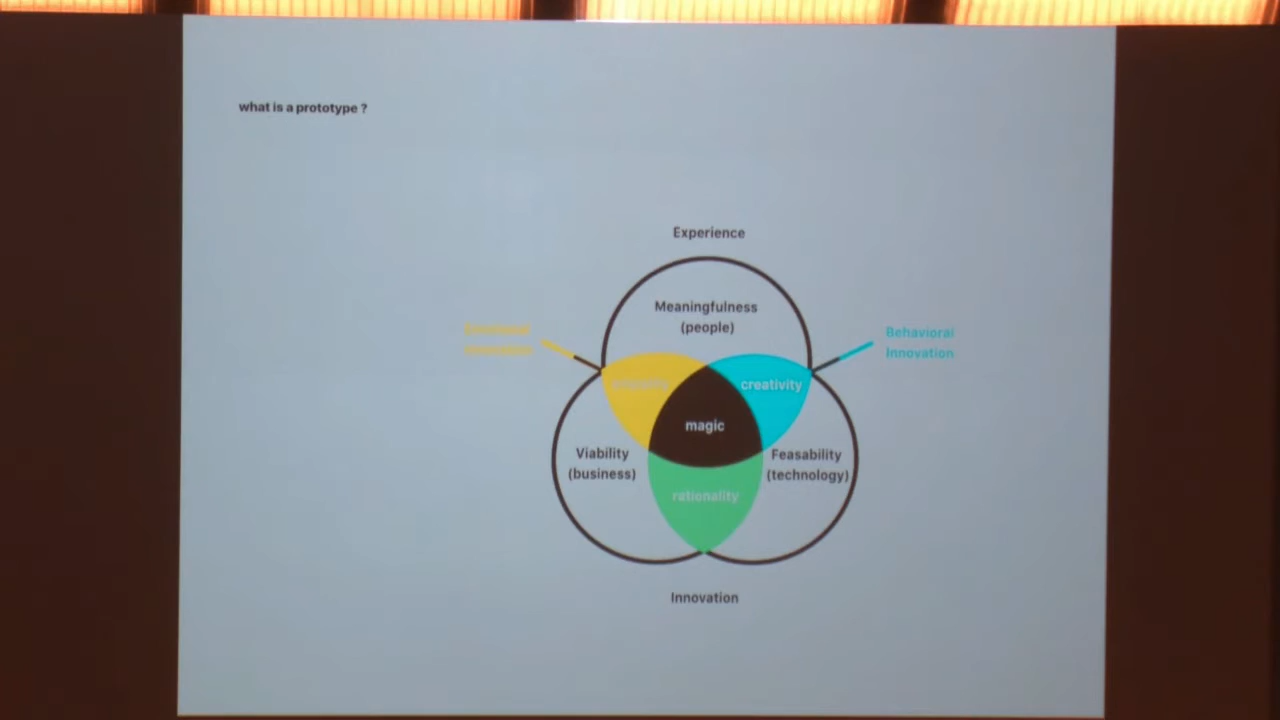 what is a prototype ?
Experience
Meaningfulness
(people)
Behavioral
Innovation
creativity
magic
Viability
(business)
Feasability
(technology)
rationality
Innovation